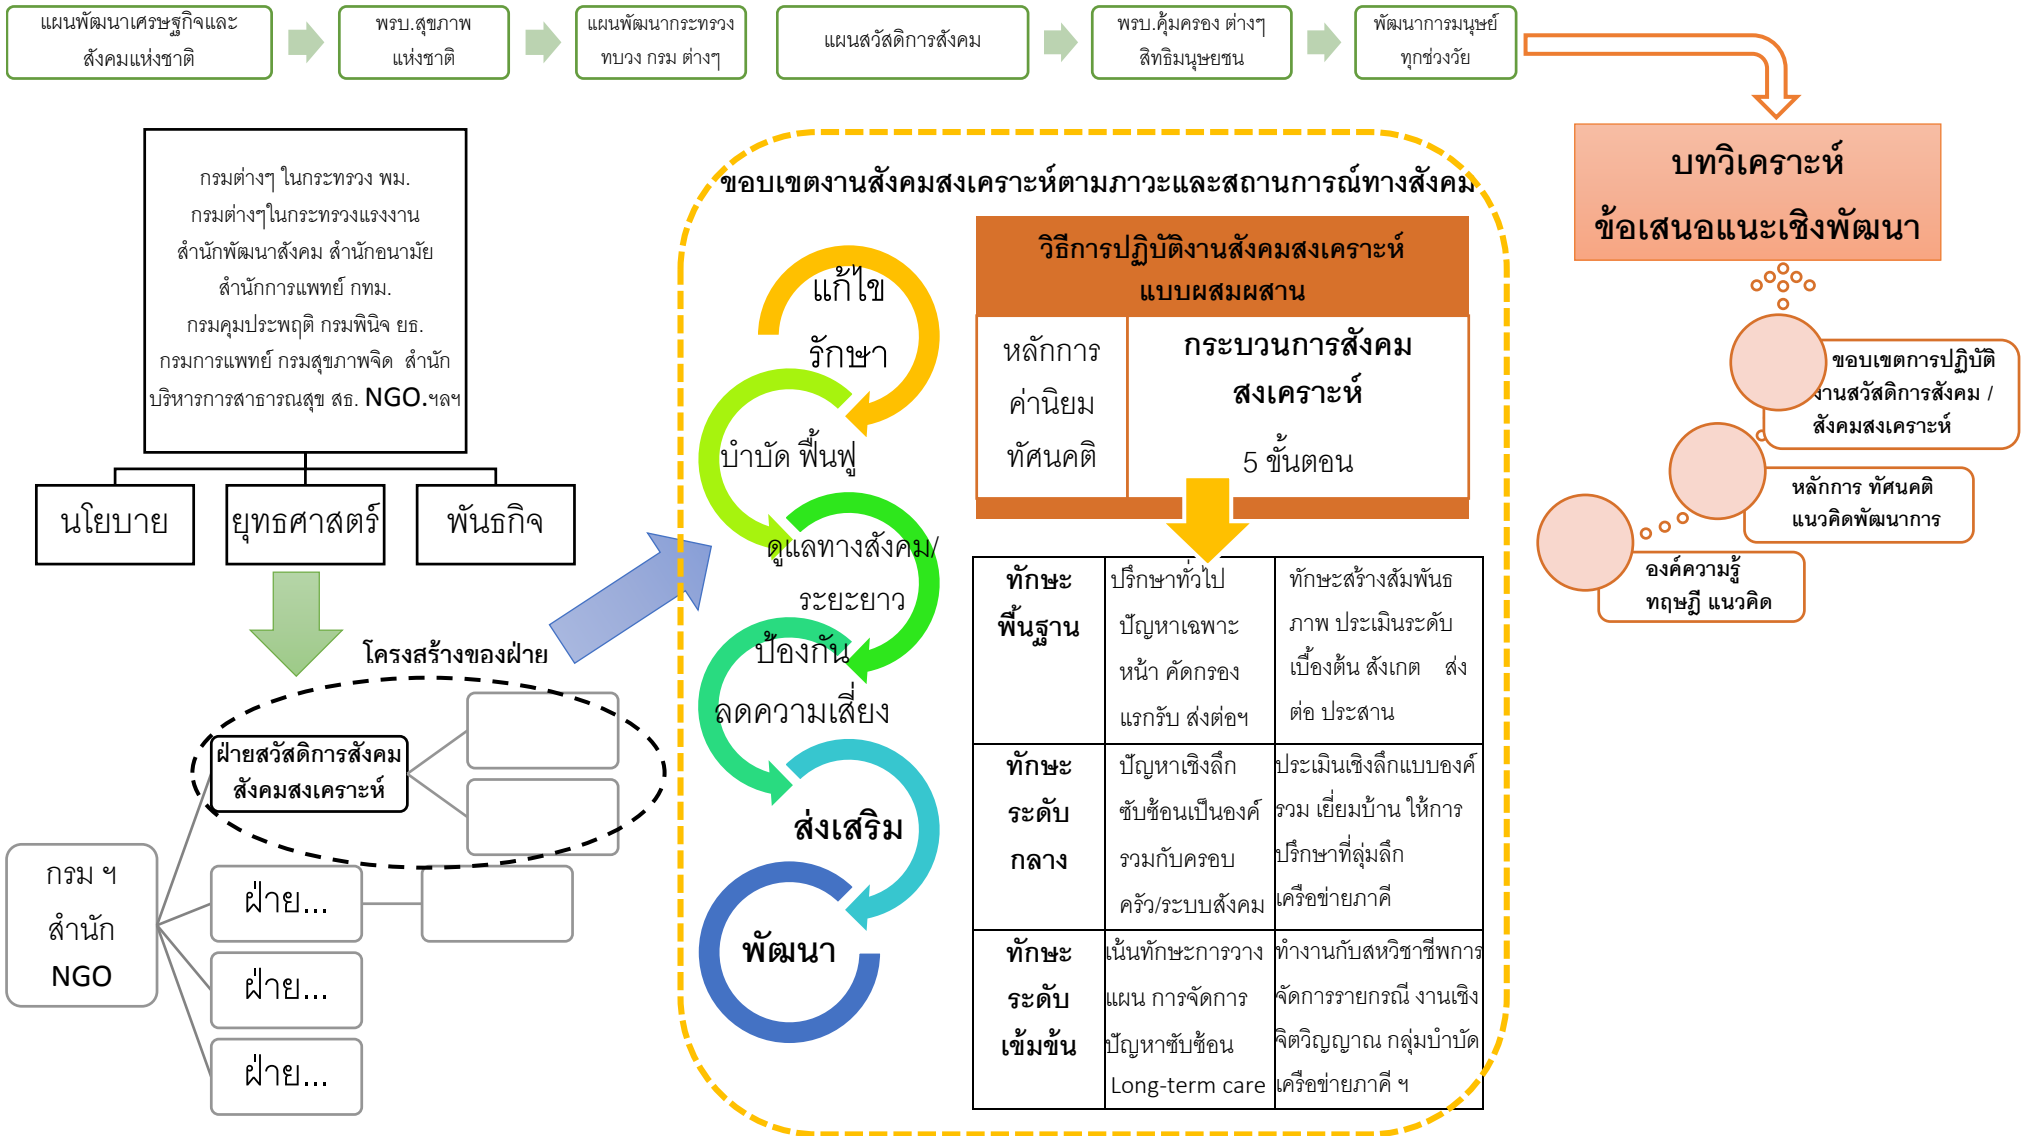 แผนพัฒนาเศรษฐกิจและ
สังคมแห่งชาติ
พรบ.สุขภาพ
แห่งชาติ
แผนพัฒนากระทรวง
ทบวง กรม ต่างๆ
แผนสวัสดิการสังคม
พรบ.คุ้มครอง ต่างๆ
สิทธิมนุษยชน
พัฒนาการมนุษย์
ทุกช่วงวัย
กรมต่างๆ ในกระทรวง พม.
กรมต่างๆในกระทรวงแรงงาน
สำนักพัฒนาสังคม สำนักอนามัย
สำนักการแพทย์ กทม.
กรมคุมประพฤติ กรมพินิจ ยธ.
กรมการแพทย์ กรมสุขภาพจิต สำนัก
บริหารการสาธารณสุข สธ. NGO.ฯลฯ
นโยบาย
ยุทธศาสตร์
พันธกิจ
โครงสร้างของฝ่าย
ฝ่ายสวัสดิการสังคม
สังคมสงเคราะห์
กรม ฯ
สำนัก
NGO
ฝ่าย...
ฝ่าย...
ฝ่าย...
ขอบเขตงานสังคมสงเคราะห์ตามภาวะและสถานการณ์ทางสังคม
แก้ไข
รักษา
บำบัด ฟื้นฟู
ดูแลทางสังคม/
ระยะยาว
ป้องกัน
ลดความเสี่ยง
ส่งเสริม
พัฒนา
วิธีการปฏิบัติงานสังคมสงเคราะห์
แบบผสมผสาน
หลักการ
ค่านิยม
ทัศนคติ
กระบวนการสังคม
สงเคราะห์
5 ขั้นตอน
ทักษะ
พื้นฐาน
ปรึกษาทั่วไป
ปัญหาเฉพาะ
หน้า คัดกรอง
แรกรับ ส่งต่อฯ
ทักษะสร้างสัมพันธ
ภาพ ประเมินระดับ
เบื้องต้น สังเกต ส่ง
ต่อ ประสาน
ทักษะ
ระดับ
กลาง
ปัญหาเชิงลึก
ซับซ้อนเป็นองค์
รวมกับครอบ
ครัว/ระบบสังคม
ประเมินเชิงลึกแบบองค์
รวม เยี่ยมบ้าน ให้การ
ปรึกษาที่ลุ่มลึก
เครือข่ายภาคี
ทักษะ
ระดับ
เข้มข้น
เน้นทักษะการวาง
แผน การจัดการ
ปัญหาซับซ้อน
Long-term care
ทำงานกับสหวิชาชีพการ
จัดการรายกรณี งานเชิง
จิตวิญญาณ กลุ่มบำบัด
เครือข่ายภาคี ฯ
บทวิเคราะห์
ข้อเสนอแนะเชิงพัฒนา
ขอบเขตการปฏิบัติ
งานสวัสดิการสังคม /
สังคมสงเคราะห์
หลักการ ทัศนคติ
แนวคิดพัฒนาการ
องค์ความรู้
ทฤษฎี แนวคิด